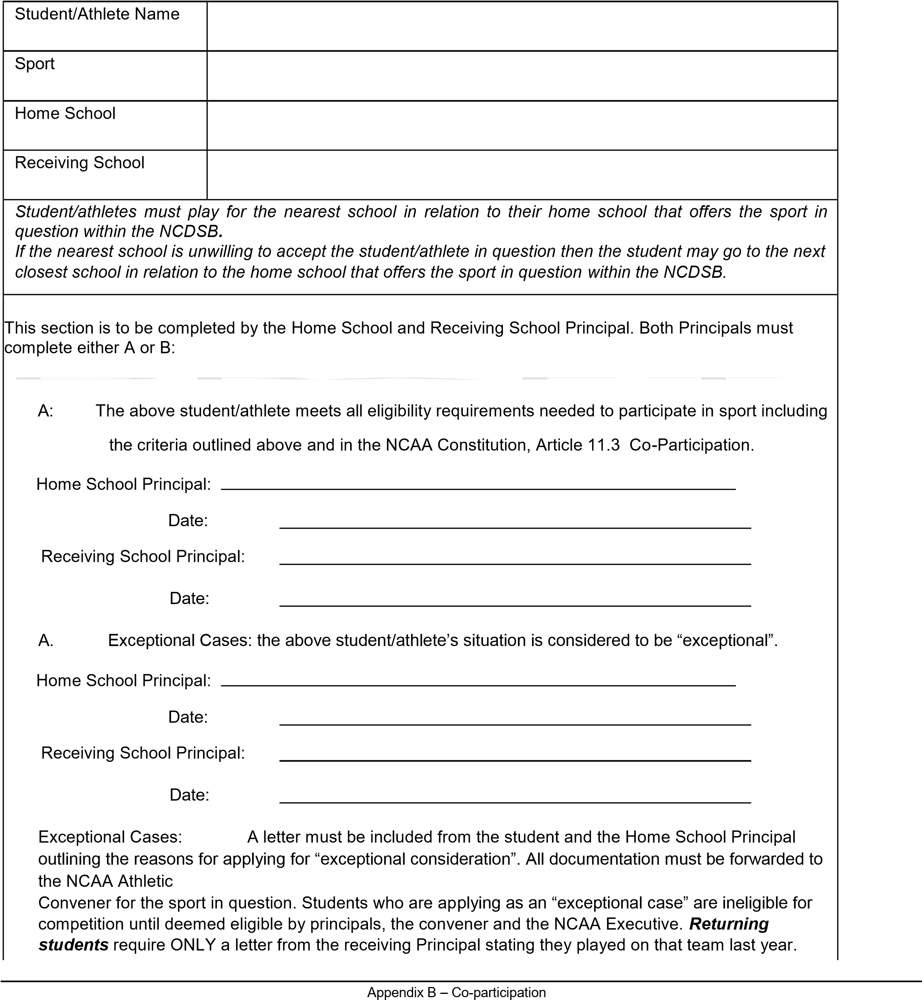 Student/Athlete Name
Sport
Home School
Receiving School
Student/athletes must play for the nearest school in relation to their home school that offers the sport in
question within the NCDSB.
If the nearest school is unwilling to accept the student/athlete in question then the student may go to the next
closest school in relation to the home school that offers the sport in question within the NCDSB.
This section is to be completed by the Home School and Receiving School Principal. Both Principals must
complete either A or B:
A: The above student/athlete meets all eligibility requirements needed to participate in sport including
the criteria outlined above and in the NCAA Constitution, Article 11.3 Co-Participation.
Home School Principal:
Date:
Receiving School Principal:
Date:
A. Exceptional Cases: the above student/athlete’s situation is considered to be “exceptional”.
Home School Principal:
Date:
Receiving School Principal:
Date:
Exceptional Cases: A letter must be included from the student and the Home School Principal
outlining the reasons for applying for “exceptional consideration”. All documentation must be forwarded to
the NCAA Athletic
Convener for the sport in question. Students who are applying as an “exceptional case” are ineligible for
competition until deemed eligible by principals, the convener and the NCAA Executive. Returning
students require ONLY a letter from the receiving Principal stating they played on that team last year.
Appendix B – Co-participation